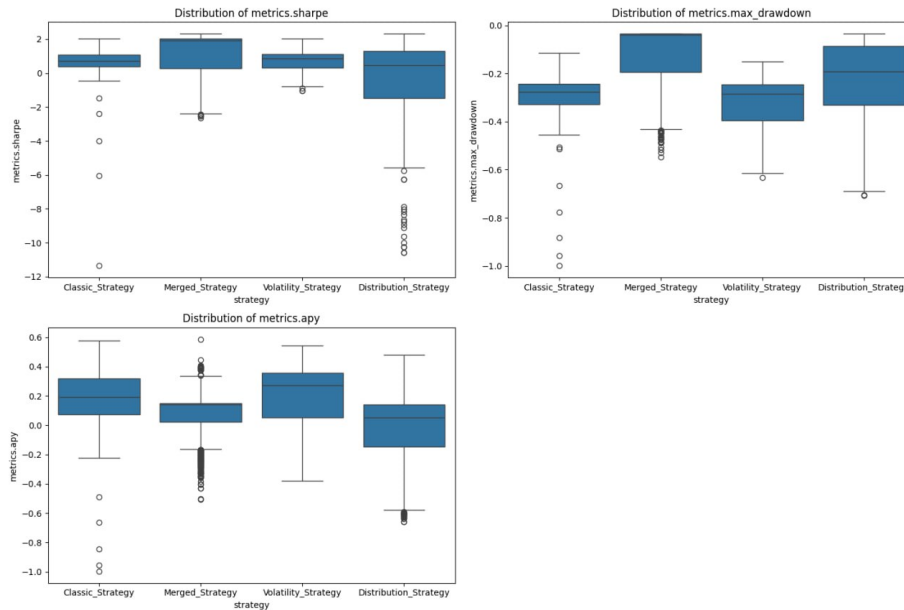 Distribution of metrics.sharpe
2
0
−2
−4
−6
−8
−10
−12
metrics.sharpe
Classic_Strategy Merged_Strategy Volatility_Strategy Distribution_Strategy
strategy
Distribution of metrics.max_drawdown
0.0
−0.2
−0.4
−0.6
−0.8
−1.0
metrics.max_drawdown
Classic_Strategy Merged_Strategy Volatility_Strategy Distribution_Strateg
strategy
Distribution of metrics.apy
0.6
0.4
0.2
0.0
−0.2
−0.4
−0.6
−0.8
−1.0
metrics.apy
Classic_Strategy Merged_Strategy Volatility_Strategy Distribution_Strategy
strategy